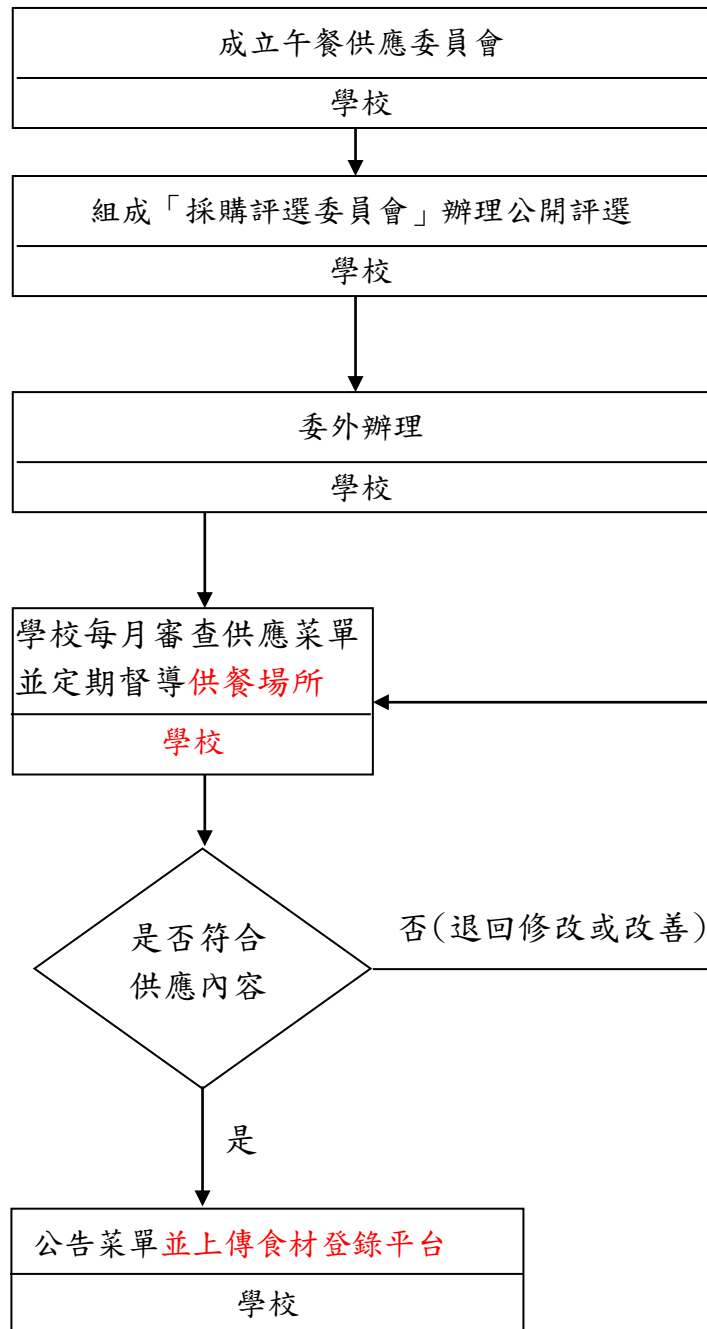 成立午餐供應委員會
學校
組成「採購評選委員會」辦理公開評選
學校
委外辦理
學校
學校每月審查供應菜單
並定期督導供餐場所
學校
是否符合
供應內容
否(退回修改或改善)
是
公告菜單並上傳食材登錄平台
學校